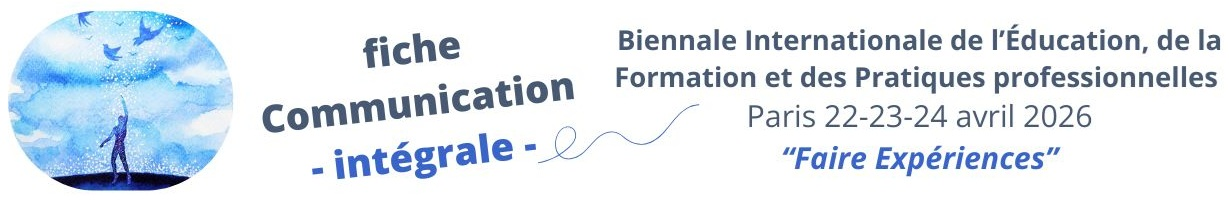 fiche
Communication
- intégrale -
Biennale Internationale de l’Éducation, de la
Formation et des Pratiques professionnelles
Paris 22-23-24 avril 2026
“Faire Expériences”